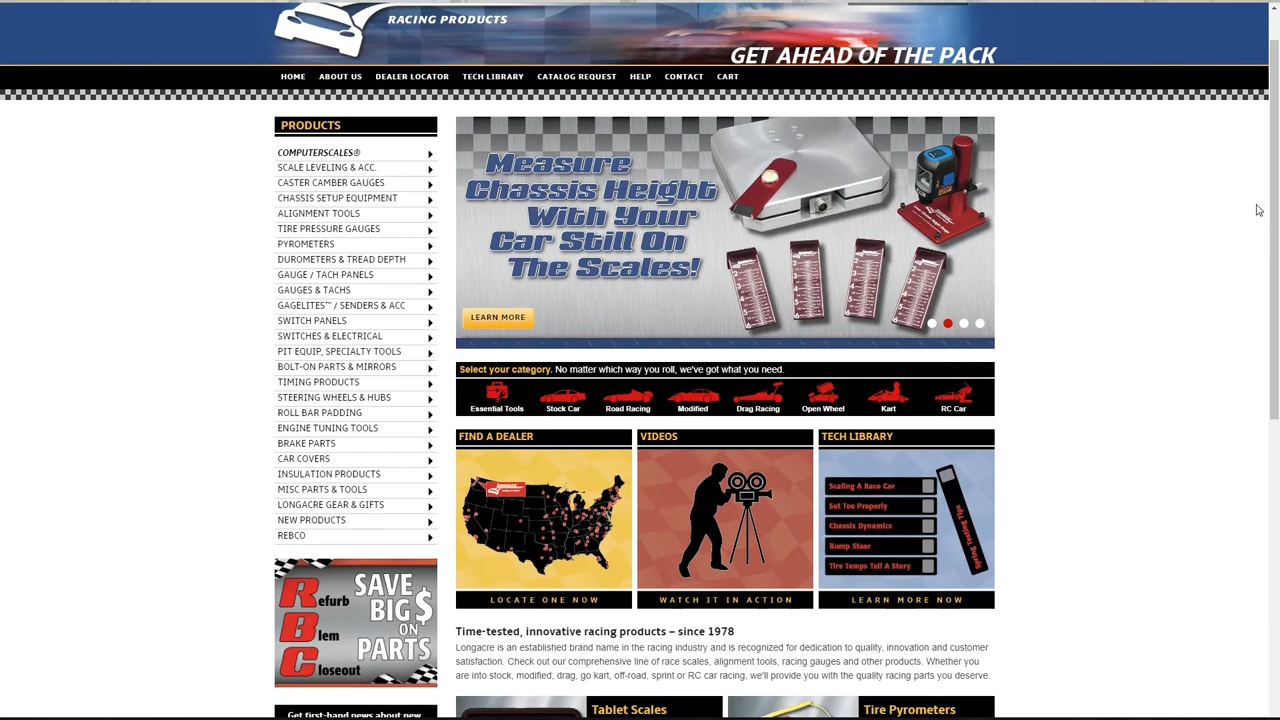 RACING PRODUCTS
GET AHEAD OF THE PACK
HOME ABOUT US DEALER LOCATOR TECH LIBRARY CATALOG REQUEST HELP CONTACT CART
PRODUCTS
COMPUTERSCALES®
SCALE LEVELING & ACC.
CASTER CAMBER GAUGES
CHASSIS SETUP EQUIPMENT
ALIGNMENT TOOLS
TIRE PRESSURE GAUGES
PYROMETERS
DUROMETERS & TREAD DEPTH
GAUGE / TACH PANELS
GAUGES & TACHS
GAGELITES™ / SENDERS & ACC
SWITCH PANELS
SWITCHES & ELECTRICAL
PIT EQUIP, SPECIALTY TOOLS
BOLT-ON PARTS & MIRRORS
TIMING PRODUCTS
STEERING WHEELS & HUBS
ROLL BAR PADDING
ENGINE TUNING TOOLS
BRAKE PARTS
CAR COVERS
INSULATION PRODUCTS
MISC PARTS & TOOLS
LONGACRE GEAR & GIFTS
NEW PRODUCTS
REBCO
Refurb
Blem
Closeout
SAVE
BIG $
ON
PARTS
Get first-hand news about new
Measure
Chassis Height
With Your
Car Still On
The Scales!
LEARN MORE
Select your category. No matter which way you roll, we've got what you need.
Essential Tools Stock Car Road Racing Modified Drag Racing Open Wheel Kart RC Car
FIND A DEALER
LOCATE ONE NOW
VIDEOS
WATCH IT IN ACTION
TECH LIBRARY
Scaling A Race Car
Set Toe Properly
Chassis Dynamics
Bump Steer
Tire Temps Tell A Story
Spring Testing Tips
LEARN MORE NOW
Time-tested, innovative racing products – since 1978
Longacre is an established brand name in the racing industry and is recognized for dedication to quality, innovation and customer
satisfaction. Check out our comprehensive line of race scales, alignment tools, racing gauges and other products. Whether you
are into stock, modified, drag, go kart, off-road, sprint or RC car racing, we'll provide you with the quality racing parts you deserve.
Tablet Scales
Tire Pyrometers